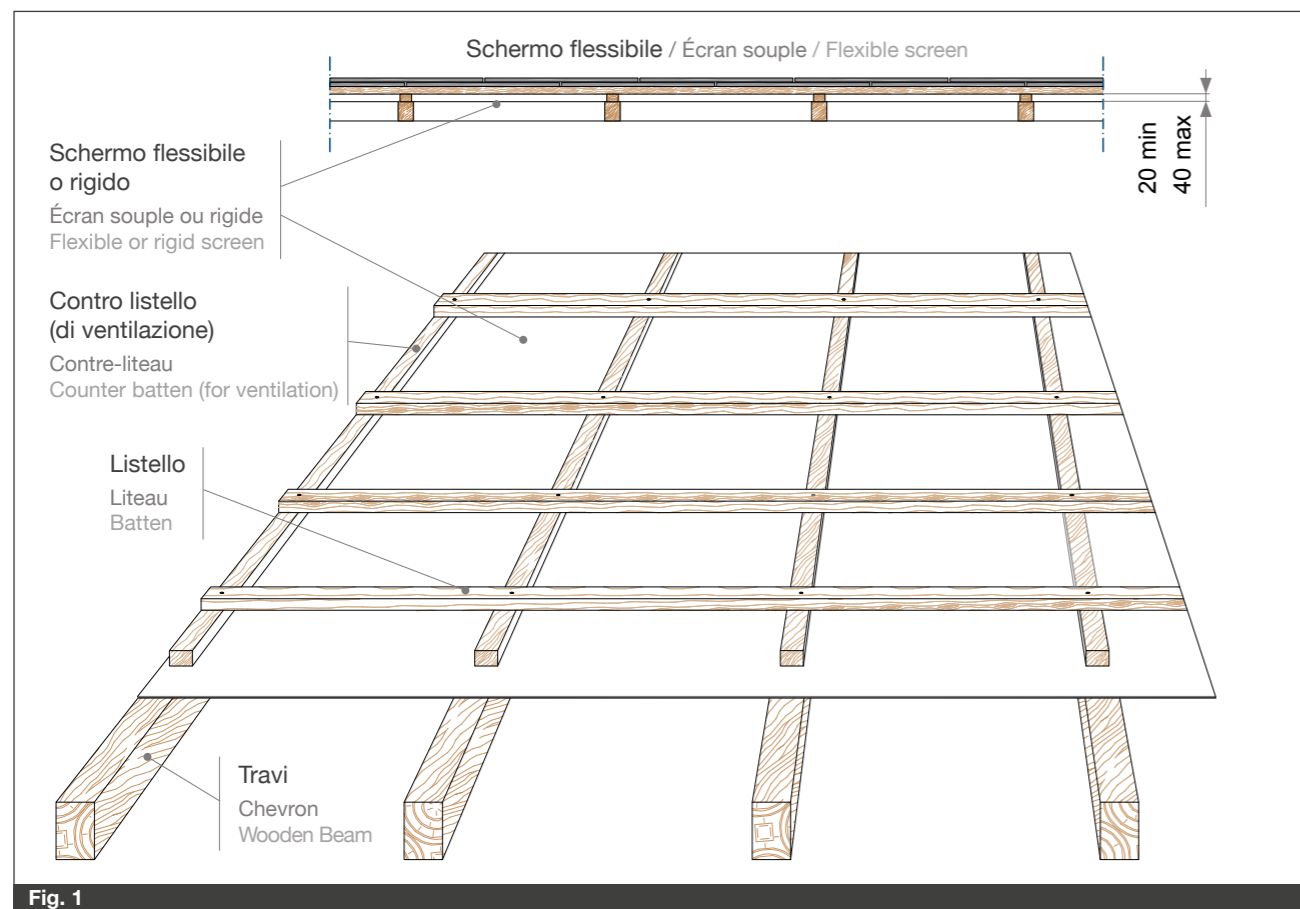 Schermo flessibile / Écran souple / Flexible screen
20 min
40 max
Schermo flessibile
o rigido
Écran souple ou rigide
Flexible or rigid screen
Contro listello
(di ventilazione)
Contre-liteau
Counter batten (for ventilation)
Listello
Liteau
Batten
Travi
Chevron
Wooden Beam
Fig. 1